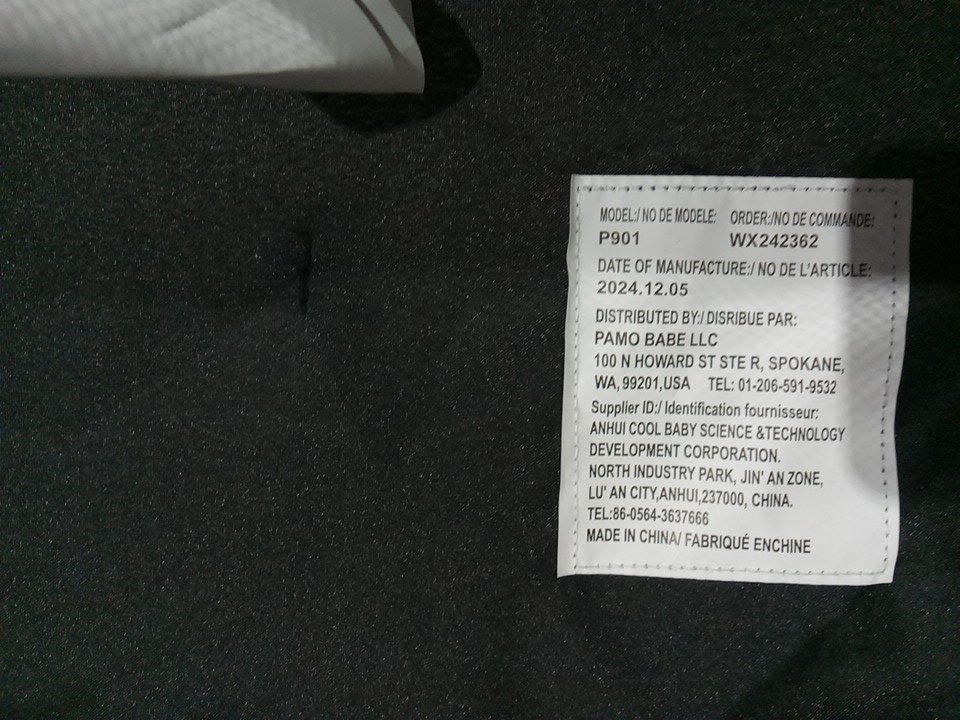 MODEL:/ NO DE MODELE: ORDER:/NO DE COMMANDE:
P901 WX242362
DATE OF MANUFACTURE:/ NO DE L'ARTICLE:
2024.12.05
DISTRIBUTED BY:/ DISRIBUE PAR:
PAMO BABE LLC
100 N HOWARD ST STE R, SPOKANE,
WA, 99201,USA TEL: 01-206-591-9532
Supplier ID:/ Identification fournisseur:
ANHUI COOL BABY SCIENCE &TECHNOLOGY
DEVELOPMENT CORPORATION.
NORTH INDUSTRY PARK, JIN' AN ZONE,
LU' AN CITY,ANHUI,237000, CHINA.
TEL:86-0564-3637666
MADE IN CHINA/ FABRIQUÉ ENCHINE